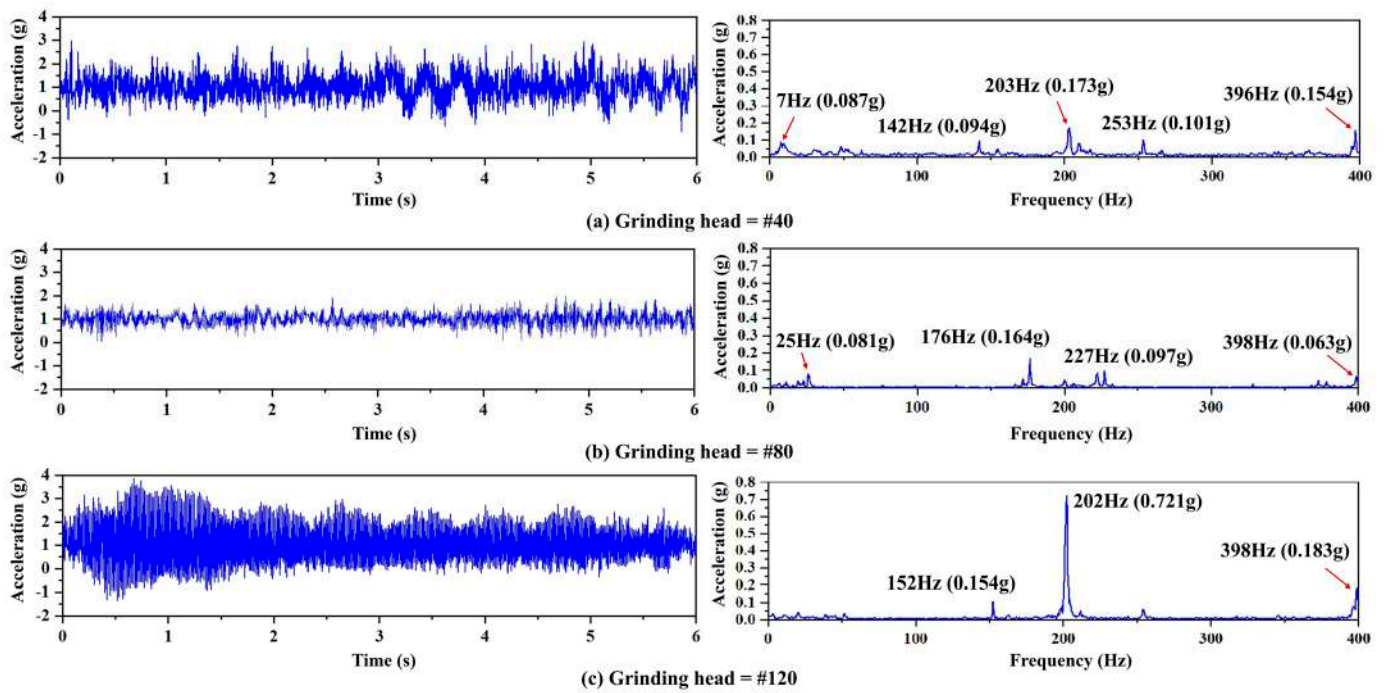 Acceleration (g)
4
3
2
1
0
-1
-2
0 1 2 3 4 5 6
Time (s)
Acceleration (g)
0.8
0.7
0.6
0.5
0.4
0.3
0.2
0.1
0.0
7Hz (0.087g)
142Hz (0.094g)
203Hz (0.173g)
253Hz (0.101g)
396Hz (0.154g)
0 100 200 300 400
Frequency (Hz)
(a) Grinding head = #40
Acceleration (g)
4
3
2
1
0
-1
-2
0 1 2 3 4 5 6
Time (s)
Acceleration (g)
0.8
0.7
0.6
0.5
0.4
0.3
0.2
0.1
0.0
25Hz (0.081g)
176Hz (0.164g)
227Hz (0.097g)
398Hz (0.063g)
0 100 200 300 400
Frequency (Hz)
(b) Grinding head = #80
Acceleration (g)
4
3
2
1
0
-1
-2
0 1 2 3 4 5 6
Time (s)
Acceleration (g)
0.8
0.7
0.6
0.5
0.4
0.3
0.2
0.1
0.0
152Hz (0.154g)
202Hz (0.721g)
398Hz (0.183g)
0 100 200 300 400
Frequency (Hz)
(c) Grinding head = #120